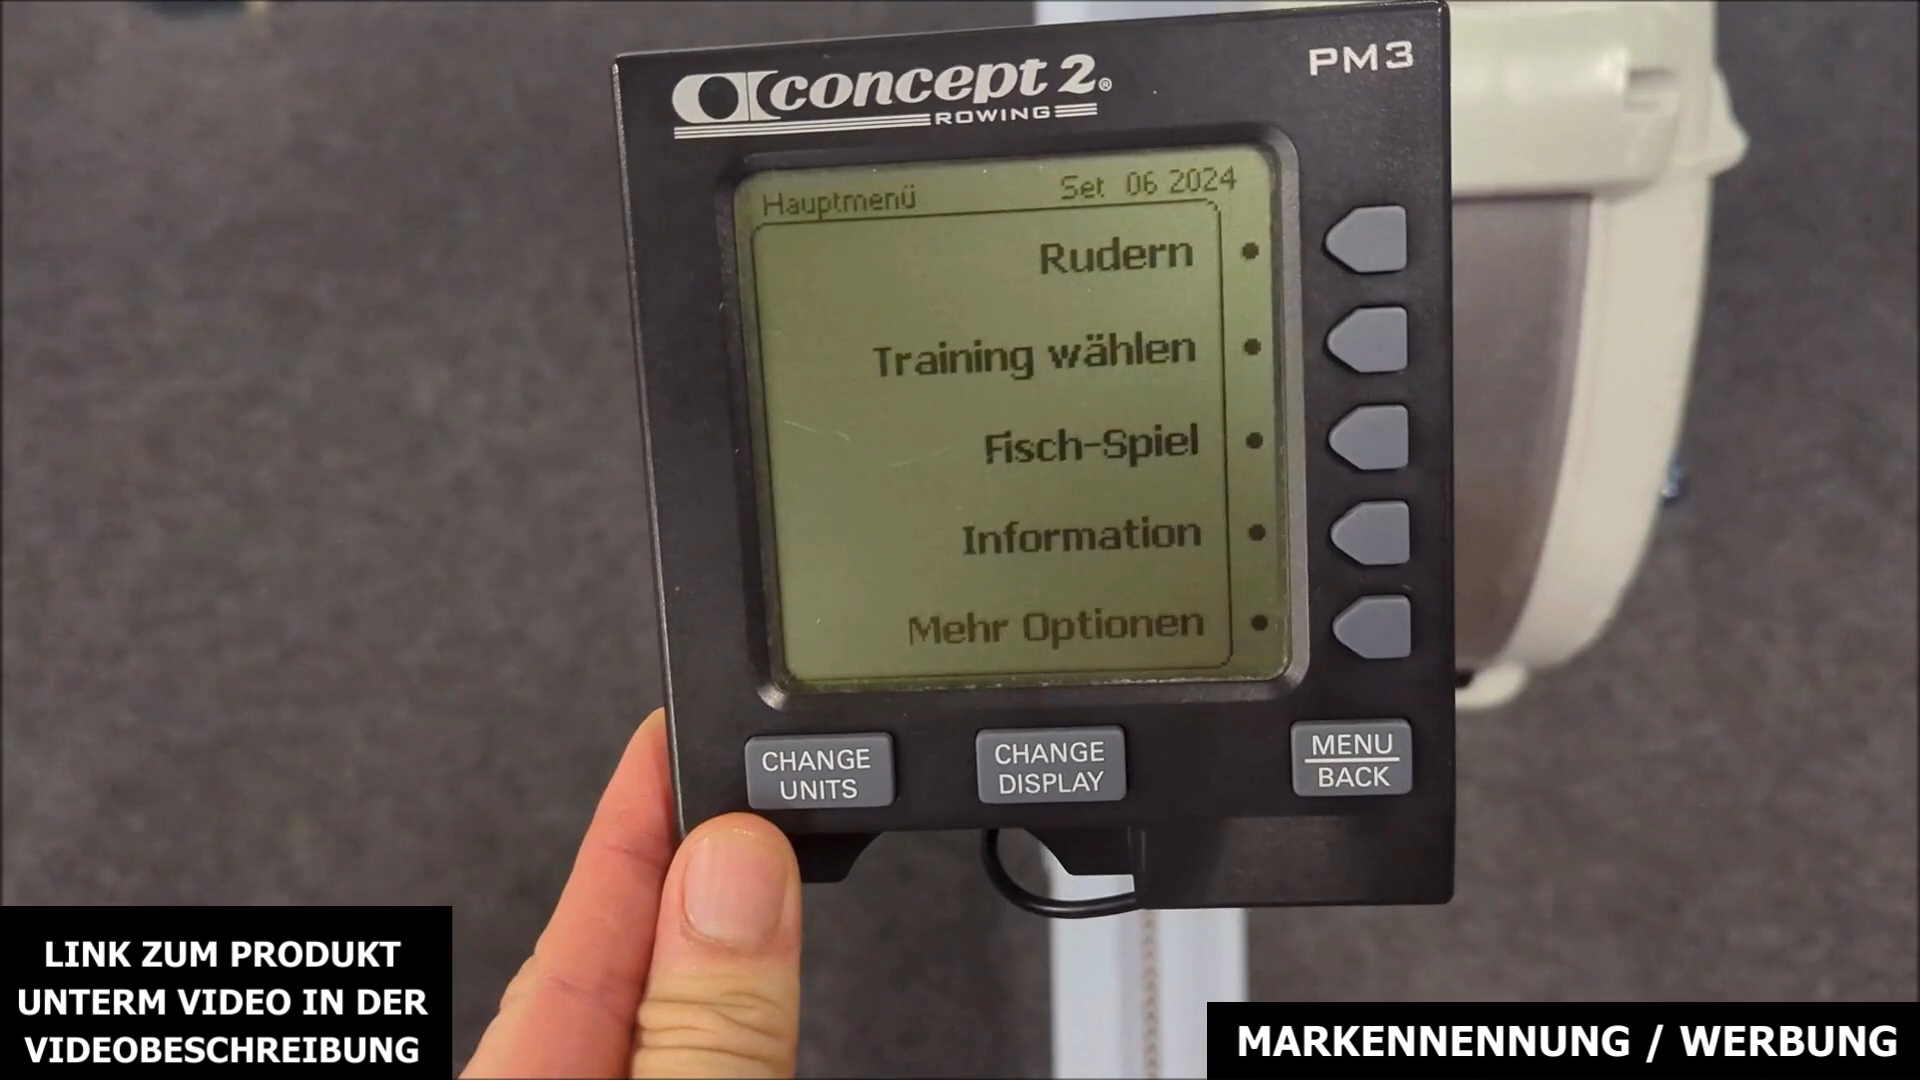 concept 2®
ROWING
PM3
Hauptmenü Set 06 2024
Rudern
Training wählen
Fisch-Spiel
Information
Mehr Optionen
CHANGE
UNITS
CHANGE
DISPLAY
MENU
BACK
LINK ZUM PRODUKT
UNTERM VIDEO IN DER
VIDEOBESCHREIBUNG
MARKENNENNUNG / WERBUNG